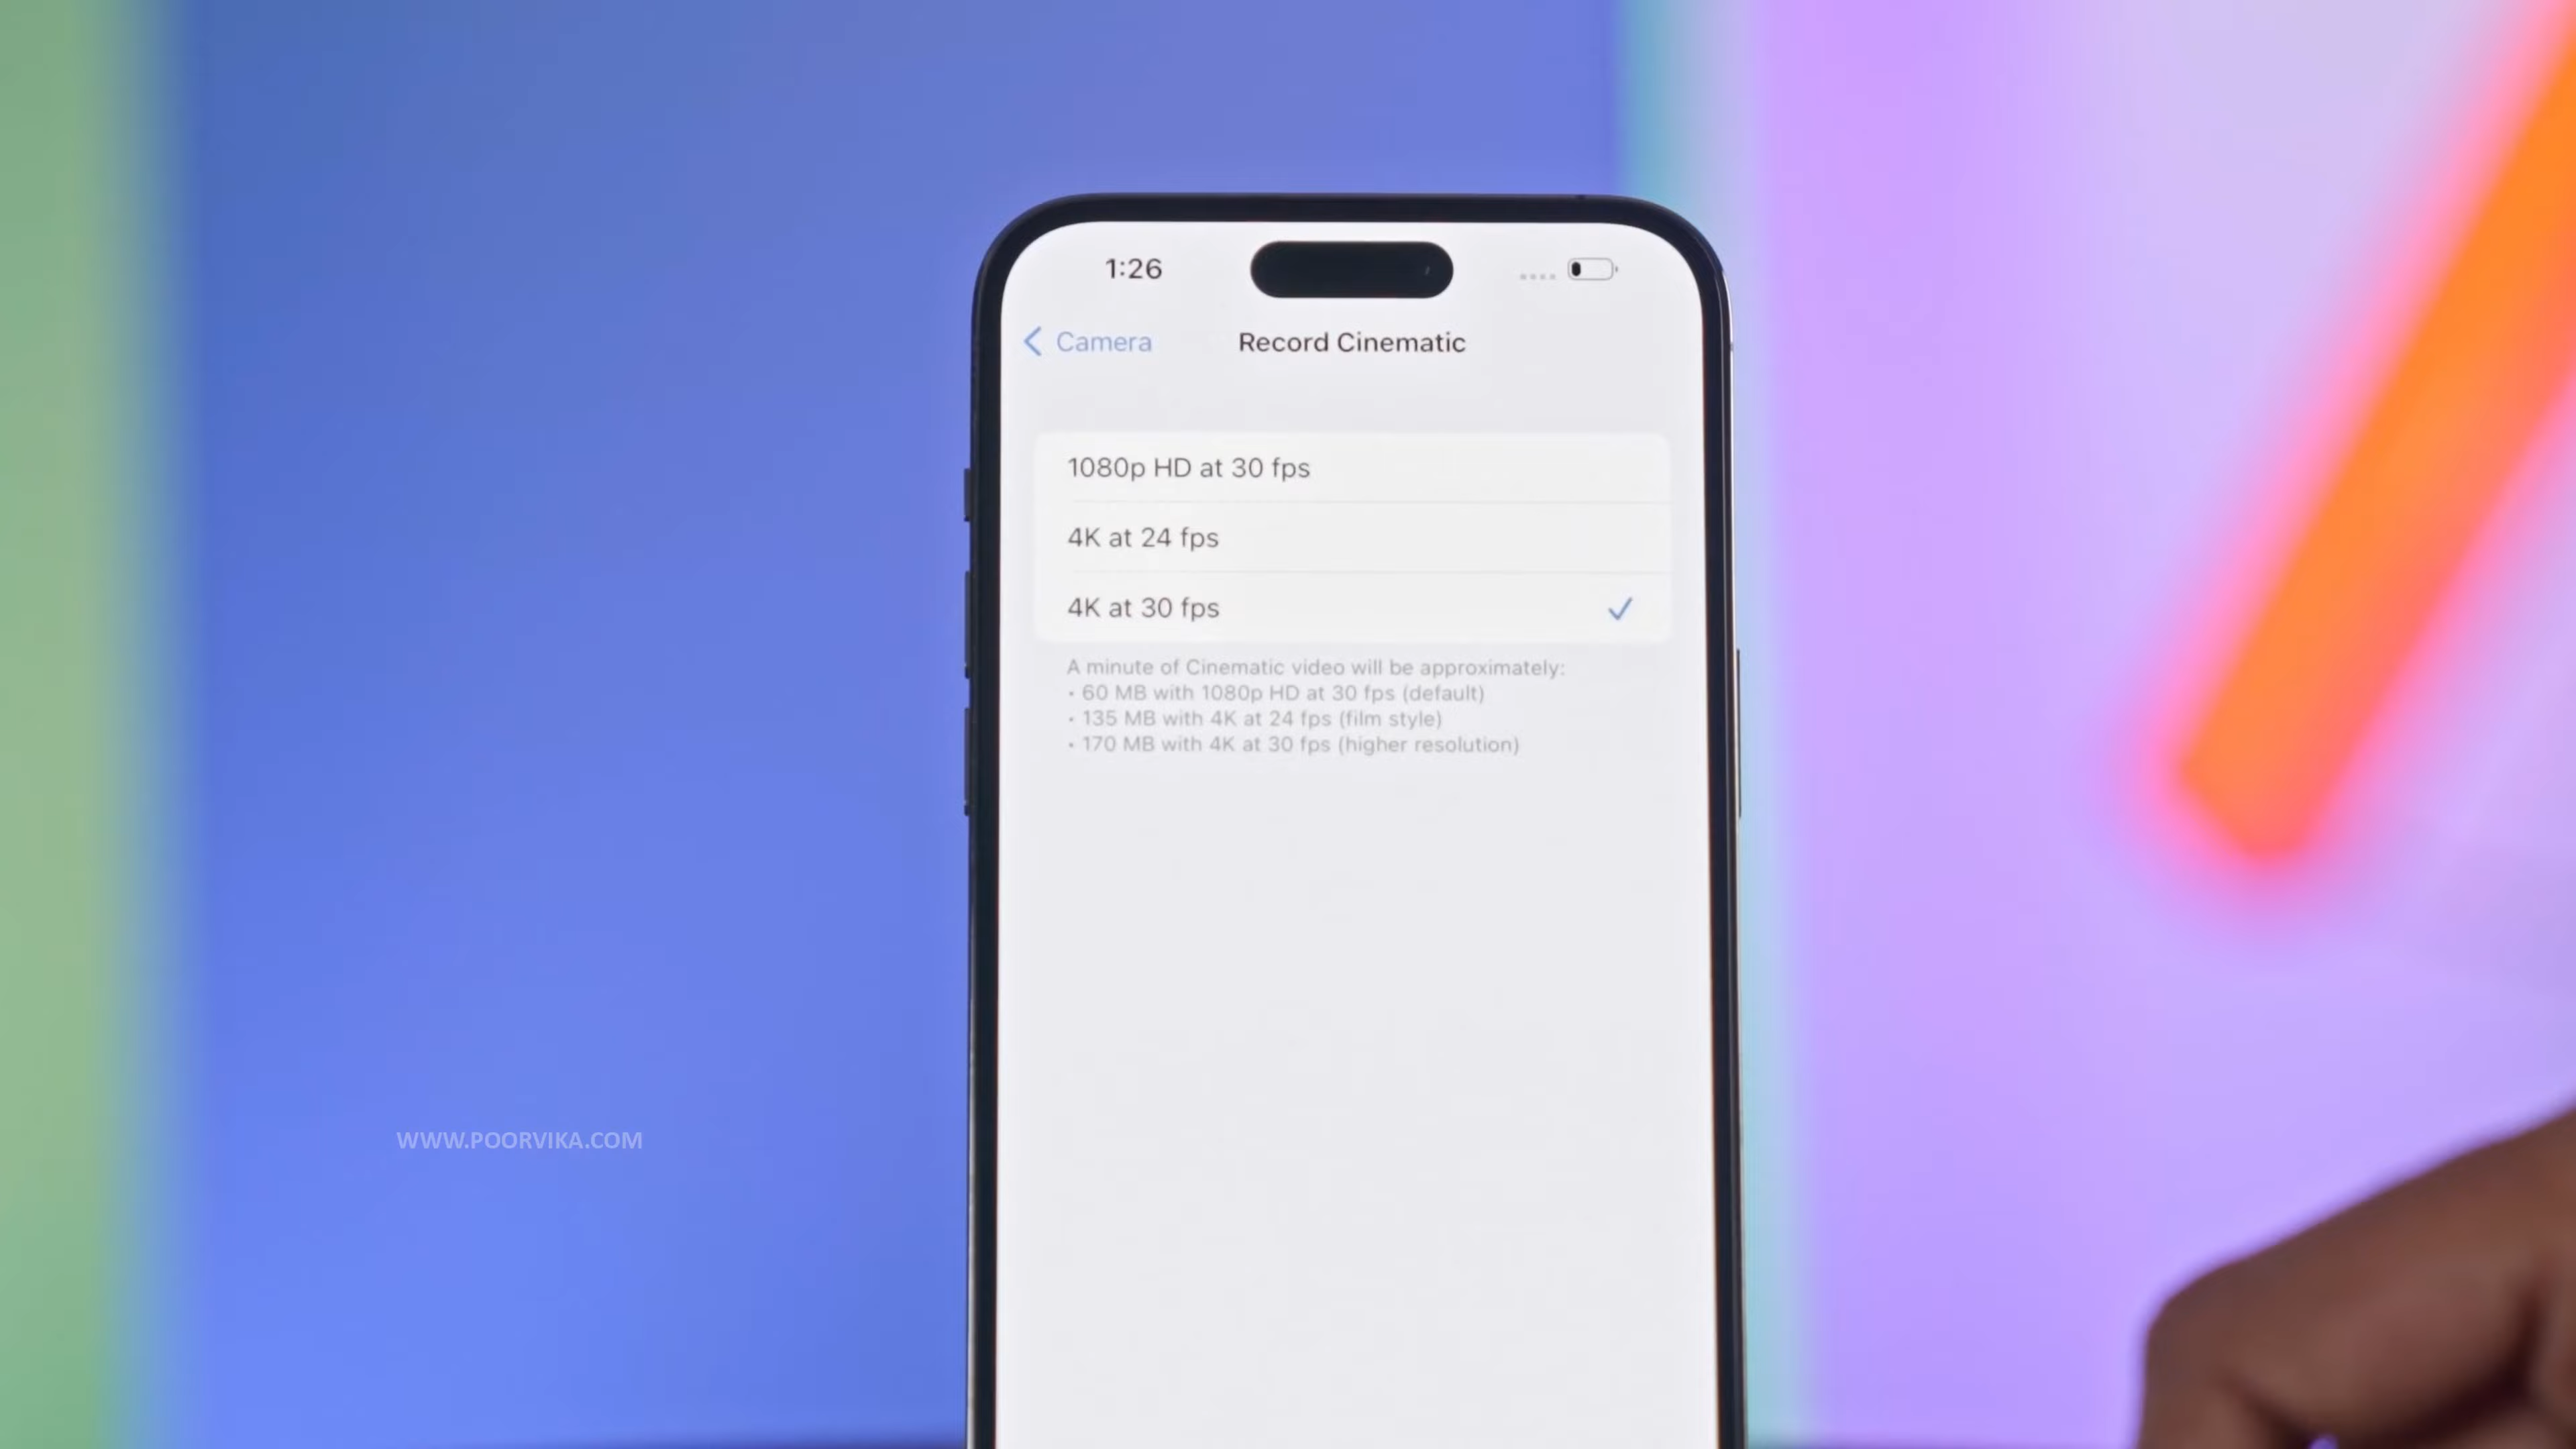 1:26
Camera
Record Cinematic
1080p HD at 30 fps
4K at 24 fps
4K at 30 fps
A minute of Cinematic video will be approximately:
• 60 MB with 1080p HD at 30 fps (default)
• 135 MB with 4K at 24 fps (film style)
• 170 MB with 4K at 30 fps (higher resolution)
WWW.POORVIKA.COM